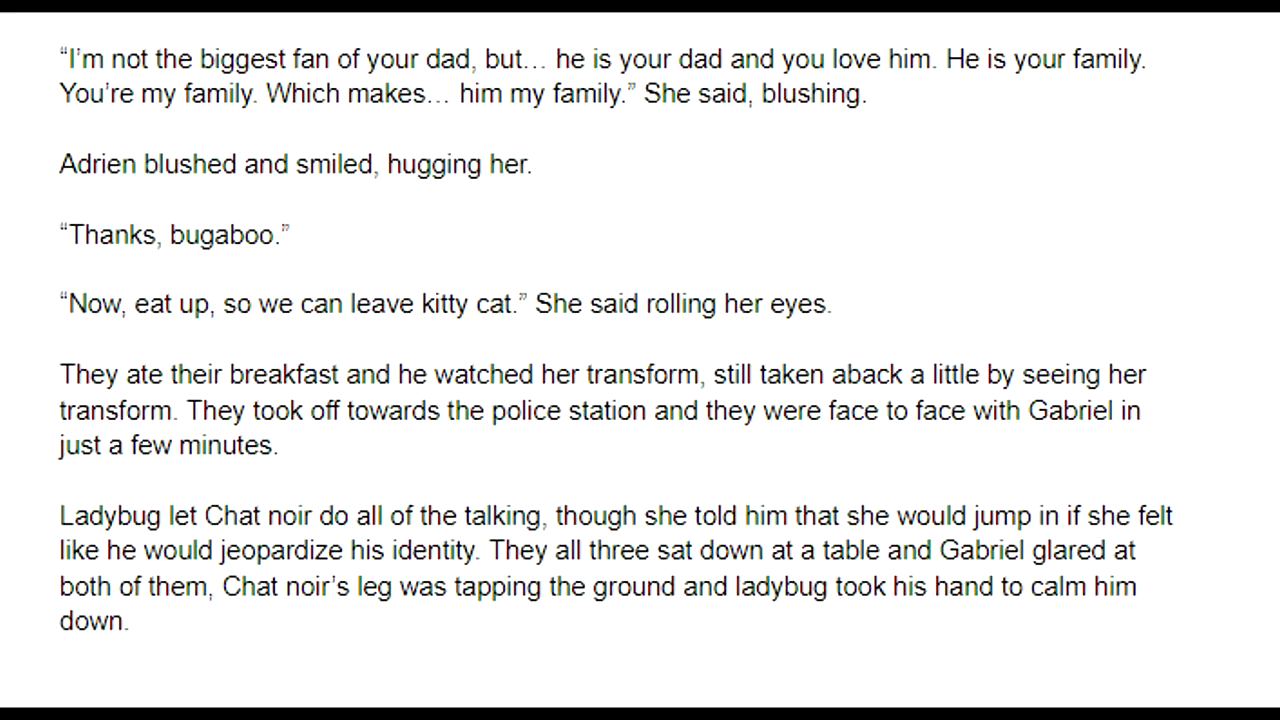 “I’m not the biggest fan of your dad, but… he is your dad and you love him. He is your family.
You’re my family. Which makes… him my family.” She said, blushing.
Adrien blushed and smiled, hugging her.
“Thanks, bugaboo.”
“Now, eat up, so we can leave kitty cat.” She said rolling her eyes.
They ate their breakfast and he watched her transform, still taken aback a little by seeing her
transform. They took off towards the police station and they were face to face with Gabriel in
just a few minutes.
Ladybug let Chat noir do all of the talking, though she told him that she would jump in if she felt
like he would jeopardize his identity. They all three sat down at a table and Gabriel glared at
both of them, Chat noir’s leg was tapping the ground and ladybug took his hand to calm him
down.